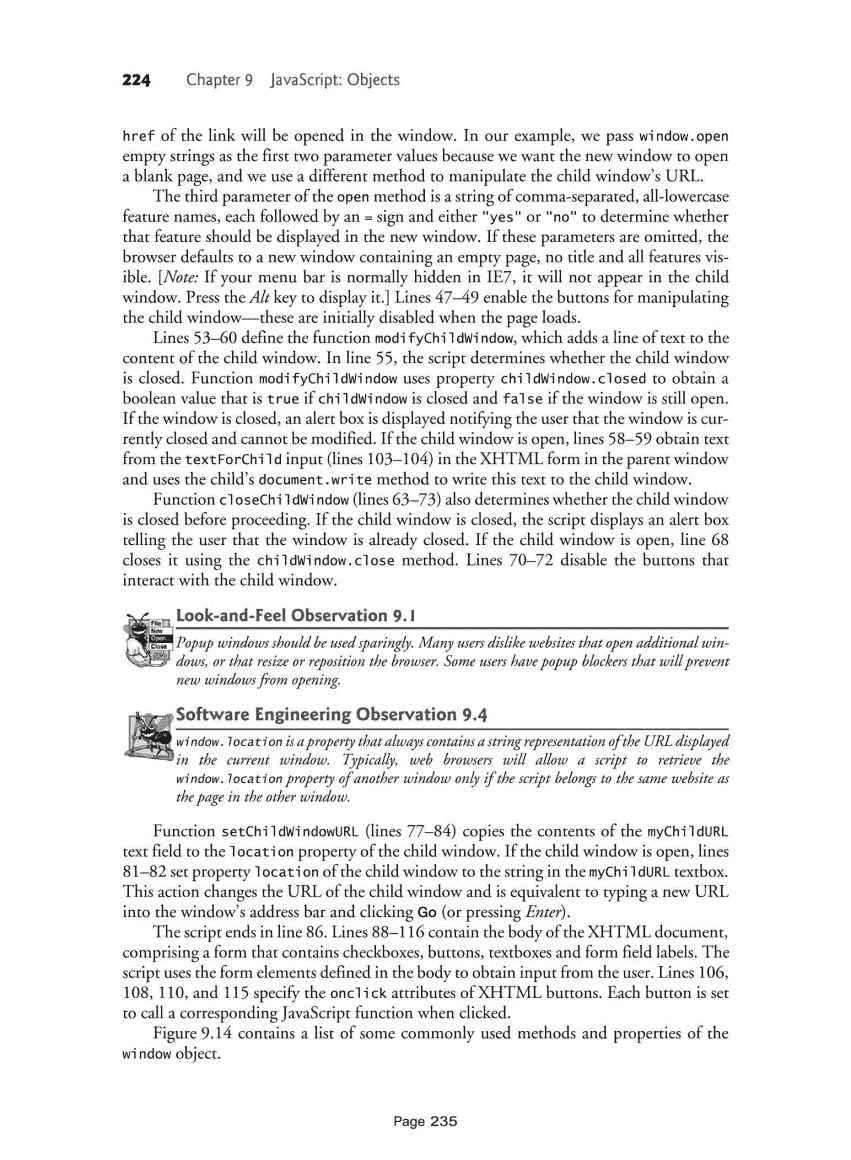 224 Chapter 9 JavaScript: Objects
href of the link will be opened in the window. In our example, we pass window.open
empty strings as the first two parameter values because we want the new window to open
a blank page, and we use a different method to manipulate the child window's URL.
The third parameter of the open method is a string of comma-separated, all-lowercase
feature names, each followed by an = sign and either "yes" or "no" to determine whether
that feature should be displayed in the new window. If these parameters are omitted, the
browser defaults to a new window containing an empty page, no title and all features vis-
ible. [Note: If your menu bar is normally hidden in IE7, it will not appear in the child
window. Press the Alt key to display it.] Lines 47–49 enable the buttons for manipulating
the child window—these are initially disabled when the page loads.
Lines 53–60 define the function modifyChildWindow, which adds a line of text to the
content of the child window. In line 55, the script determines whether the child window
is closed. Function modifyChildWindow uses property childWindow.closed to obtain a
boolean value that is true if childWindow is closed and false if the window is still open.
If the window is closed, an alert box is displayed notifying the user that the window is cur-
rently closed and cannot be modified. If the child window is open, lines 58–59 obtain text
from the textForChild input (lines 103–104) in the XHTML form in the parent window
and uses the child's document.write method to write this text to the child window.
Function closeChildWindow (lines 63–73) also determines whether the child window
is closed before proceeding. If the child window is closed, the script displays an alert box
telling the user that the window is already closed. If the child window is open, line 68
closes it using the childWindow.close method. Lines 70–72 disable the buttons that
interact with the child window.
File
New
Open
Close
Look-and-Feel Observation 9.1
Popup windows should be used sparingly. Many users dislike websites that open additional win-
dows, or that resize or reposition the browser. Some users have popup blockers that will prevent
new windows from opening.
Software Engineering Observation 9.4
window.location is a property that always contains a string representation of the URL displayed
in the current window. Typically, web browsers will allow a script to retrieve the
window.location property of another window only if the script belongs to the same website as
the page in the other window.
Function setChildWindowURL (lines 77–84) copies the contents of the myChildURL
text field to the location property of the child window. If the child window is open, lines
81–82 set property location of the child window to the string in the myChildURL textbox.
This action changes the URL of the child window and is equivalent to typing a new URL
into the window's address bar and clicking Go (or pressing Enter).
The script ends in line 86. Lines 88–116 contain the body of the XHTML document,
comprising a form that contains checkboxes, buttons, textboxes and form field labels. The
script uses the form elements defined in the body to obtain input from the user. Lines 106,
108, 110, and 115 specify the onclick attributes of XHTML buttons. Each button is set
to call a corresponding JavaScript function when clicked.
Figure 9.14 contains a list of some commonly used methods and properties of the
window object.
Page 235